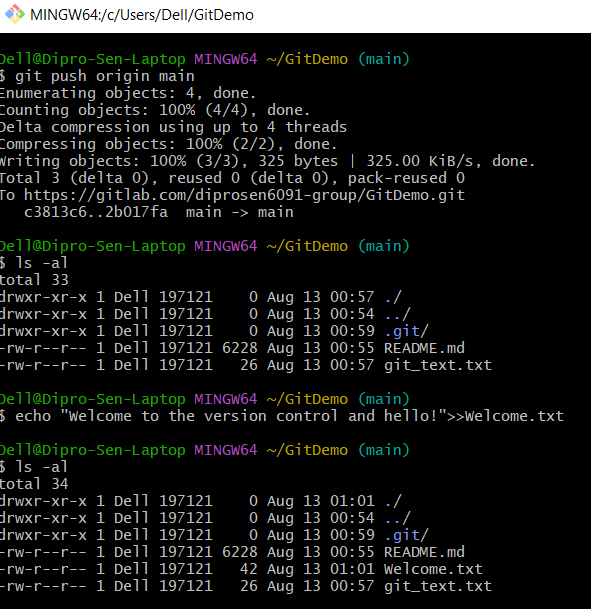 MINGW64:/c/Users/Dell/GitDemo
Dell@Dipro-Sen-Laptop MINGW64 ~/GitDemo (main)
$ git push origin main
Enumerating objects: 4, done.
Counting objects: 100% (4/4), done.
Delta compression using up to 4 threads
Compressing objects: 100% (2/2), done.
Writing objects: 100% (3/3), 325 bytes | 325.00 KiB/s, done.
Total 3 (delta 0), reused 0 (delta 0), pack-reused 0
To https://gitlab.com/diprosen6091-group/GitDemo.git
   c3813c6..2b017fa  main -> main
Dell@Dipro-Sen-Laptop MINGW64 ~/GitDemo (main)
$ ls -al
total 33
drwxr-xr-x 1 Dell 197121    0 Aug 13 00:57 ./
drwxr-xr-x 1 Dell 197121    0 Aug 13 00:54 ../
drwxr-xr-x 1 Dell 197121    0 Aug 13 00:59 .git/
-rw-r--r-- 1 Dell 197121 6228 Aug 13 00:55 README.md
-rw-r--r-- 1 Dell 197121   26 Aug 13 00:57 git_text.txt
Dell@Dipro-Sen-Laptop MINGW64 ~/GitDemo (main)
$ echo "Welcome to the version control and hello!">>Welcome.txt
Dell@Dipro-Sen-Laptop MINGW64 ~/GitDemo (main)
$ ls -al
total 34
drwxr-xr-x 1 Dell 197121    0 Aug 13 01:01 ./
drwxr-xr-x 1 Dell 197121    0 Aug 13 00:54 ../
drwxr-xr-x 1 Dell 197121    0 Aug 13 00:59 .git/
-rw-r--r-- 1 Dell 197121 6228 Aug 13 00:55 README.md
-rw-r--r-- 1 Dell 197121   42 Aug 13 01:01 Welcome.txt
-rw-r--r-- 1 Dell 197121   26 Aug 13 00:57 git_text.txt